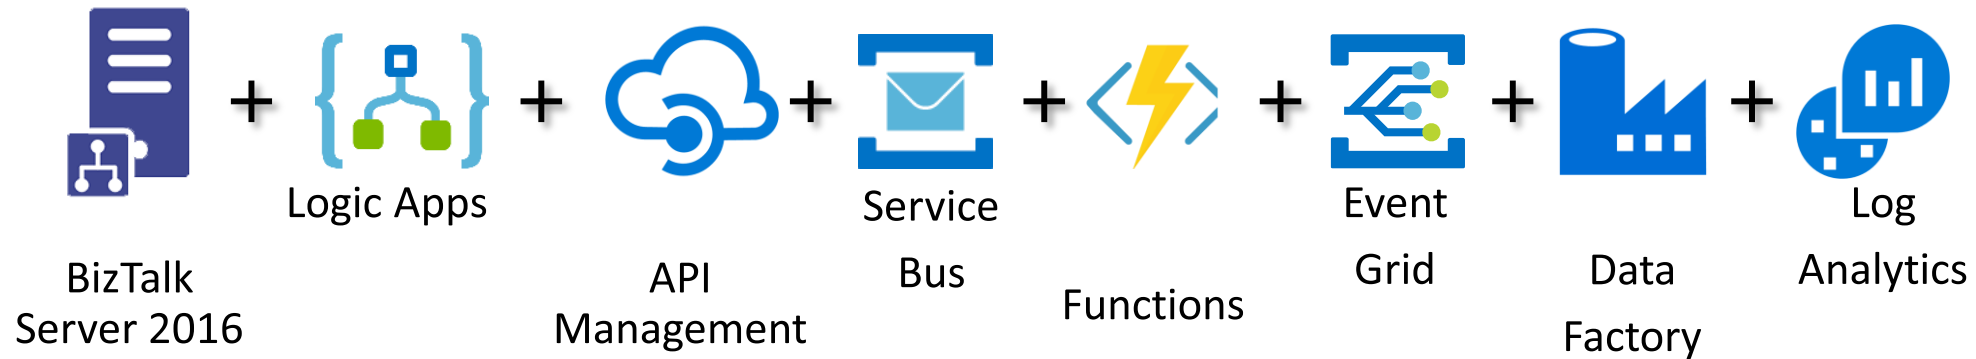 BizTalk
Server 2016
+
Logic Apps
+
API
Management
+
Service
Bus
+
Functions
+
Event
Grid
+
Data
Factory
+
Log
Analytics